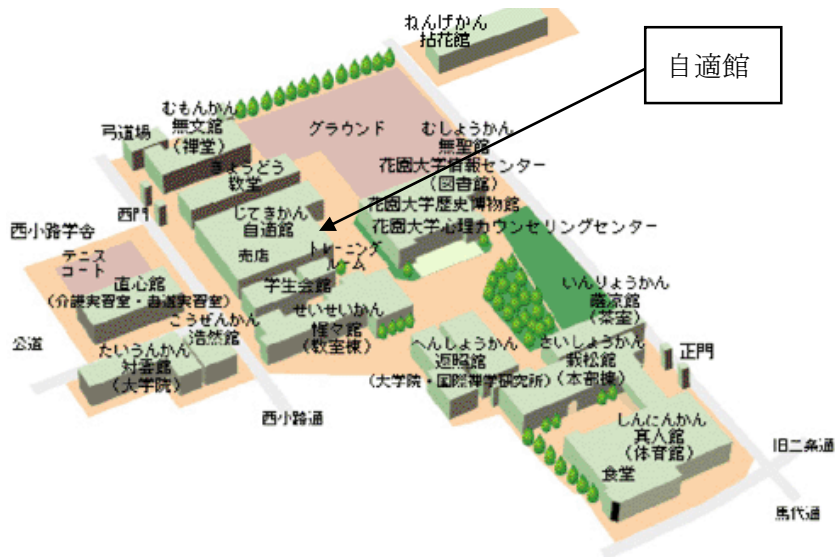 ねんげかん
拈花館
自適館
むもんかん
無文館
(禅堂)
弓道場
グラウンド
むしょうかん
無聖館
花園大学情報センター
(図書館)
花園大学歴史博物館
花園大学心理カウンセリングセンター
きょうどう
教堂
西門
じてきかん
自適館
売店
トレーニング
ルーム
西小路学舎
テニス
コート
直心館
(介護実習室・書道実習室)
学生会館
いんりょうかん
蔭凉館
(茶室)
こうぜんかん
浩然館
せいせいかん
惺々館
(教室棟)
公道
たいうんかん
対雲館
(大学院)
へんしょうかん
返照館
(大学院・国際禅学研究所)
さいしょうかん
栽松館
(本部棟)
正門
西小路通
しんにんかん
真人館
(体育館)
食堂
旧二条通
馬代通